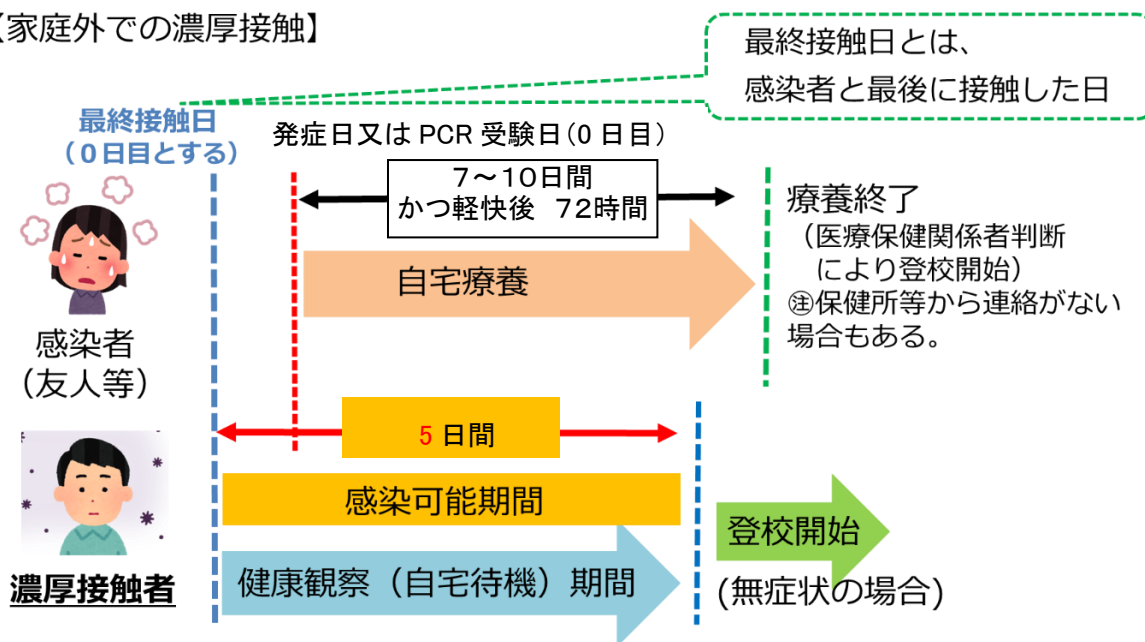 【家庭外での濃厚接触】
最終接触日とは、
感染者と最後に接触した日
最終接触日
(0日目とする)
発症日又は PCR 受験日(0 日目)
7～10日間
かつ軽快後 72時間
自宅療養
療養終了
(医療保健関係者判断
により登校開始)
㊟保健所等から連絡がない
場合もある。
感染者
(友人等)
5 日間
感染可能期間
健康観察(自宅待機)期間
濃厚接触者
登校開始
(無症状の場合)